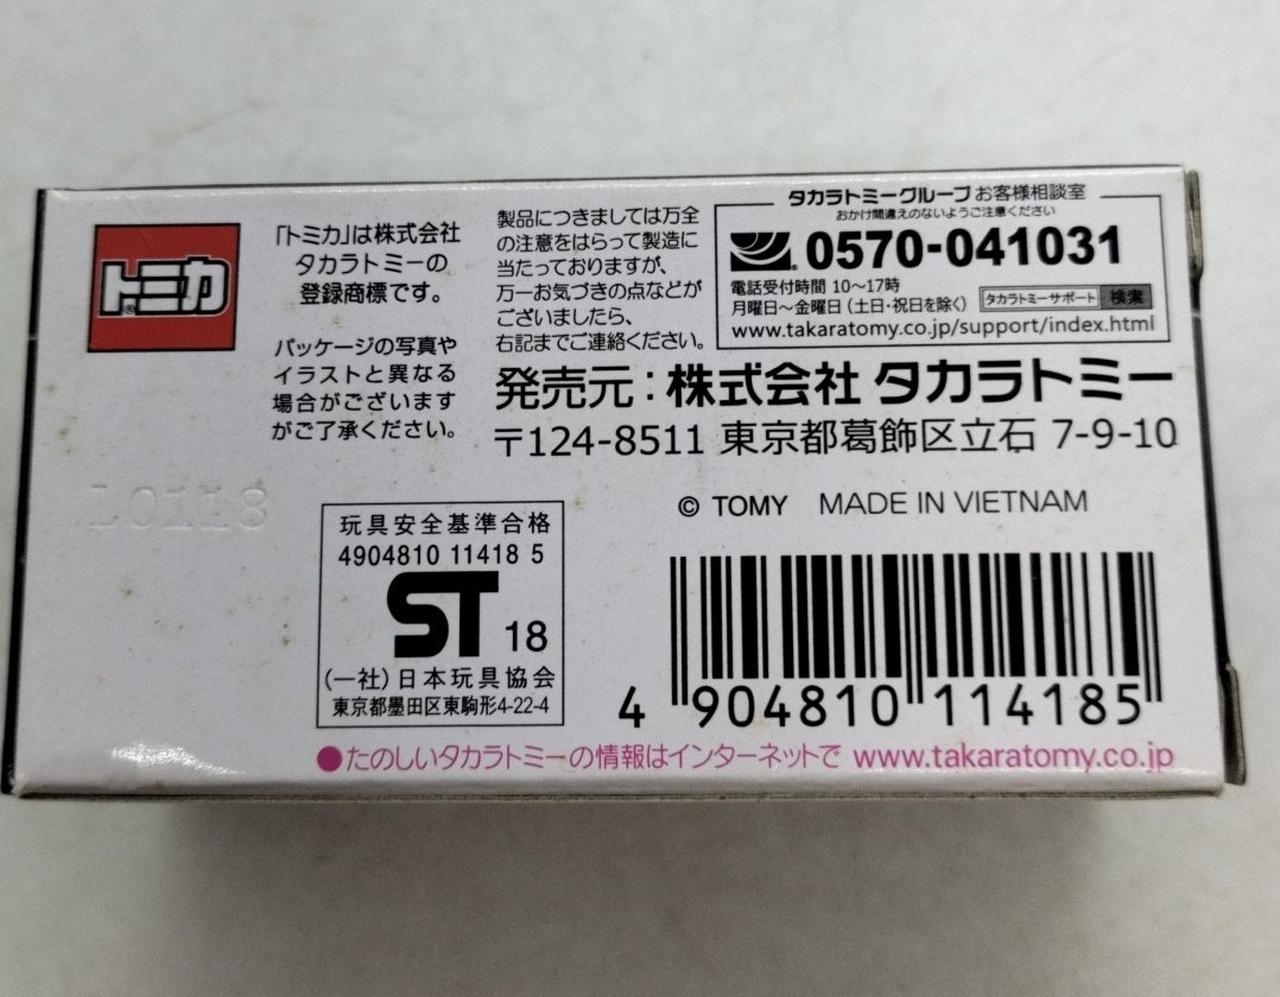 トミカ
®
「トミカ」は株式会社
タカラトミーの
登録商標です。
パッケージの写真や
イラストと異なる
場合がございます
がご了承ください。
製品につきましては万全
の注意をはらって製造に
当たっておりますが、
万一お気づきの点などが
ございましたら、
右記までご連絡ください。
タカラトミーグループお客様相談室
おかけ間違えのないようご注意ください
0570-041031
電話受付時間 10〜17時
月曜日〜金曜日（土日・祝日を除く） タカラトミーサポート 検索
www.takaratomy.co.jp/support/index.html
発売元：株式会社 タカラトミー
〒124-8511 東京都葛飾区立石 7-9-10
© TOMY MADE IN VIETNAM
L0118
玩具安全基準合格
4904810 11418 5
ST 18
(一社)日本玩具協会
東京都墨田区東駒形4-22-4
4 904810 114185
●たのしいタカラトミーの情報はインターネットで www.takaratomy.co.jp